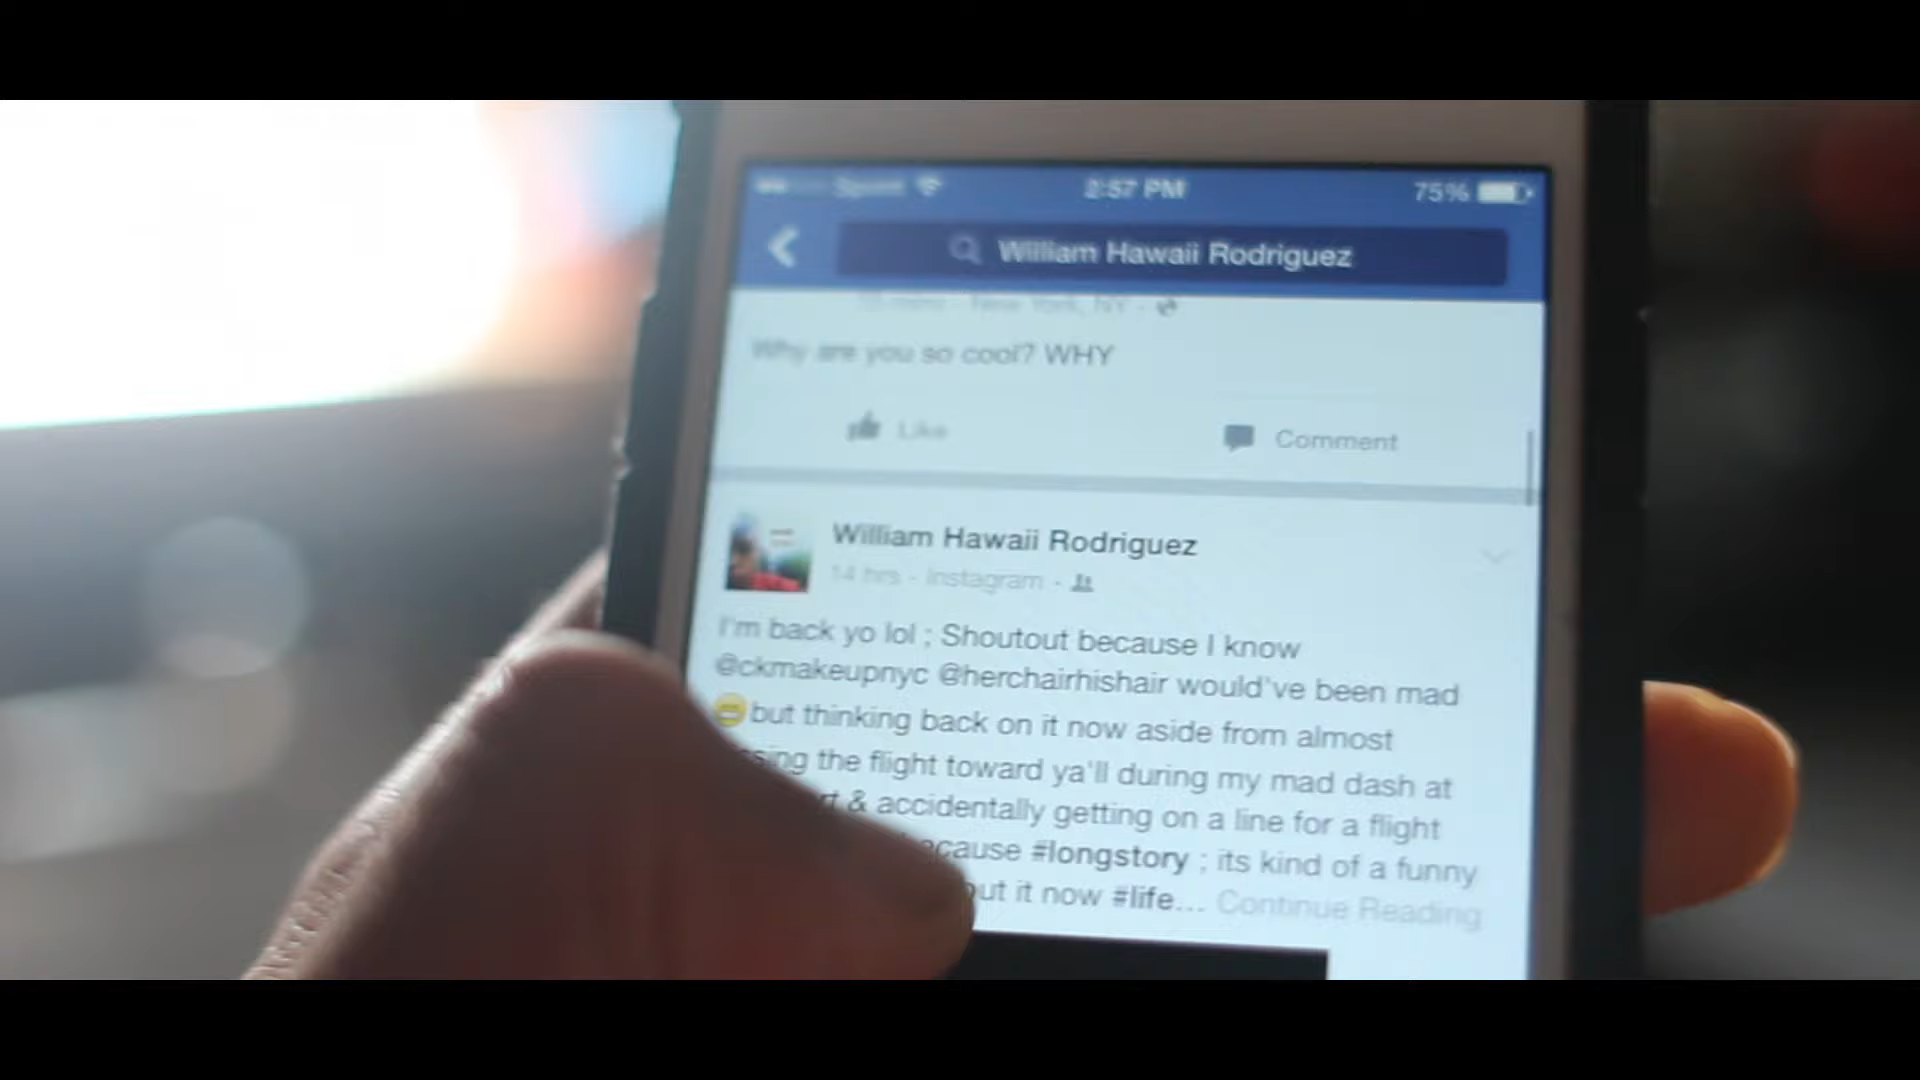 Sprint 2:57 PM 75%
William Hawaii Rodriguez
New York, NY ·
Why are you so cool? WHY
Like Comment
William Hawaii Rodriguez
14 hrs · Instagram ·
I'm back yo lol ; Shoutout because I know
@ckmakeupnyc @herchairhishair would've been mad
but thinking back on it now aside from almost
the flight toward ya'll during my mad dash at
& accidentally getting on a line for a flight
#longstory ; its kind of a funny
it now #life... Continue Reading